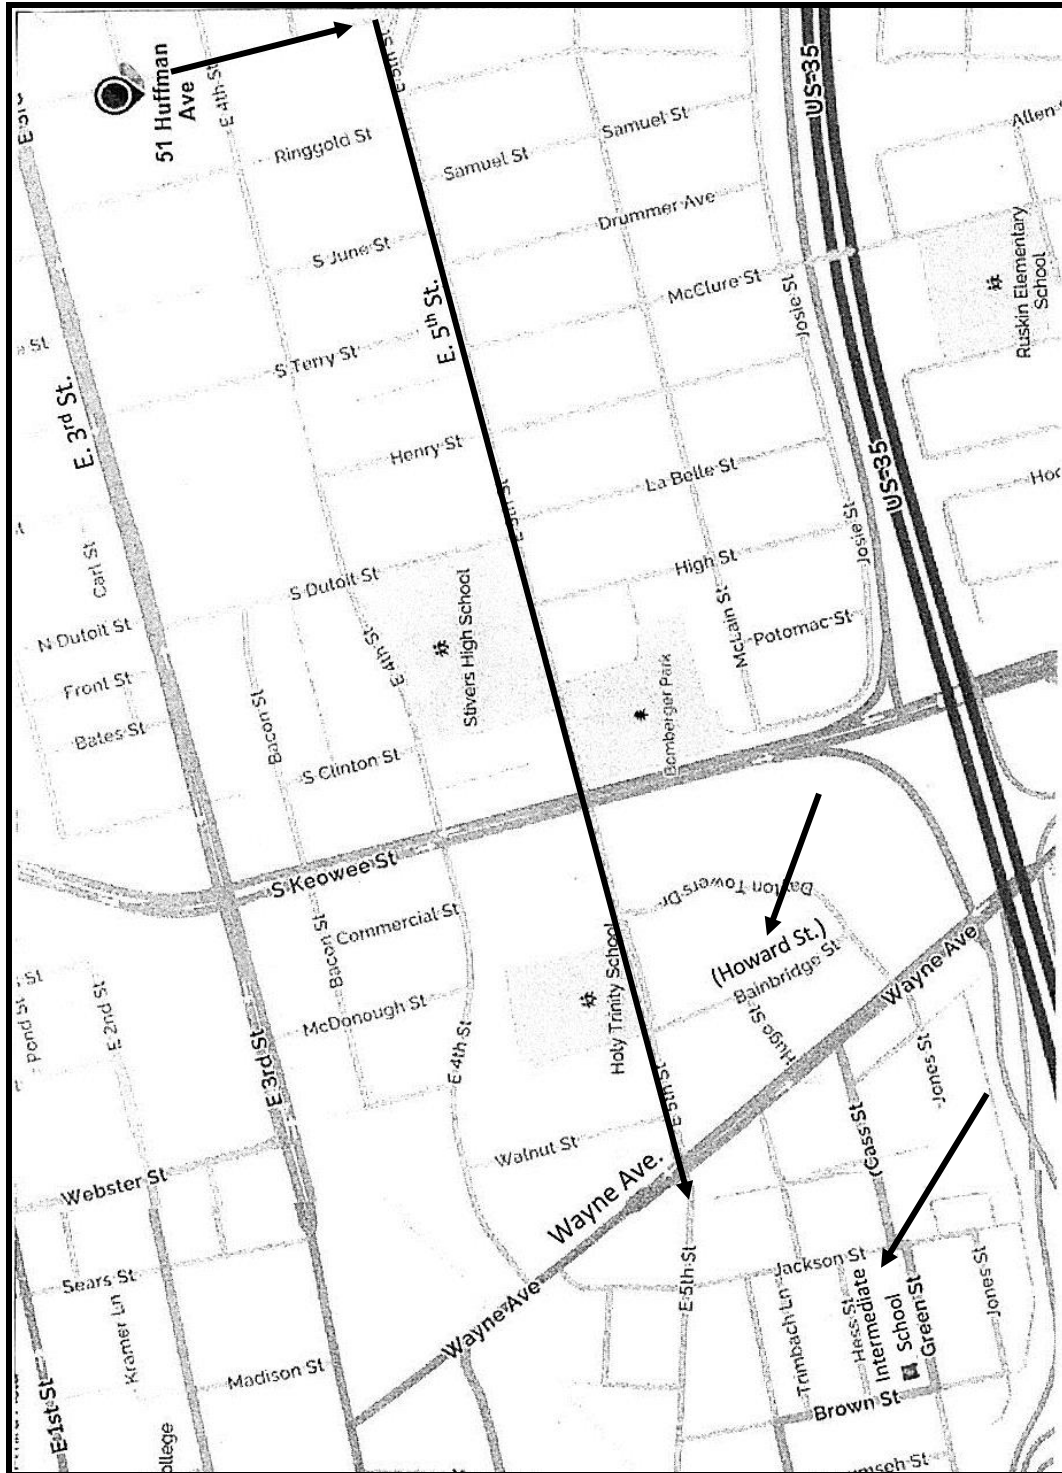 51 Huffman
Ave
E 4th St
Ringgold St
S June St
S Terry St
Henry St
E. 3rd St.
Carl St
N Dutoit St
Front St
Bates St
S Dutoit St
Bacon St
S Clinton St
E 4th St
Stivers High School
E. 5th St.
E 5th St
Samuel St
Samuel St
Drummer Ave
McClure St
Josie St
US-35
Allen
Ruskin Elementary
School
US-35
La Belle St
High St
Josie St
McLain St
Potomac St
Bomberger Park
S Keowee St
Commercial St
Bacon St
McDonough St
E 2nd St
E 3rd St
E 4th St
Holy Trinity School
Dayton Towers Dr
(Howard St.)
Bainbridge St
Hugo St
Wayne Ave
Jones St
E 5th St
Walnut St
Wayne Ave.
Webster St
Sears St
Kramer Ln
Madison St
E 1st St
Wayne Ave
E 5th St
Cass St
Jackson St
Trimbach Ln
Hess St
Intermediate
School
Green St
Jones St
Brown St